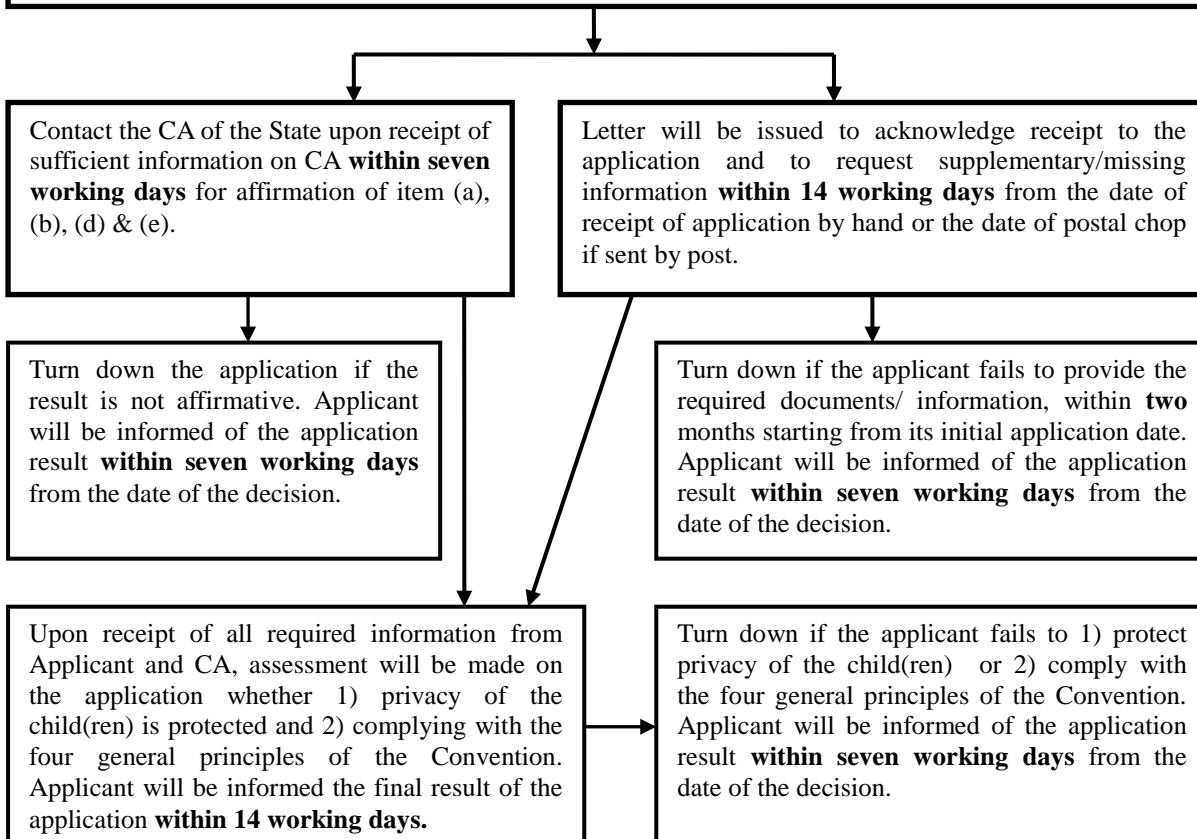 Contact the CA of the State upon receipt of
sufficient information on CA within seven
working days for affirmation of item (a),
(b), (d) & (e).
Letter will be issued to acknowledge receipt to the
application and to request supplementary/missing
information within 14 working days from the date of
receipt of application by hand or the date of postal chop
if sent by post.
Turn down the application if the
result is not affirmative. Applicant
will be informed of the application
result within seven working days
from the date of the decision.
Turn down if the applicant fails to provide the
required documents/ information, within two
months starting from its initial application date.
Applicant will be informed of the application
result within seven working days from the
date of the decision.
Upon receipt of all required information from
Applicant and CA, assessment will be made on
the application whether 1) privacy of the
child(ren) is protected and 2) complying with the
four general principles of the Convention.
Applicant will be informed the final result of the
application within 14 working days.
Turn down if the applicant fails to 1) protect
privacy of the child(ren) or 2) comply with
the four general principles of the Convention.
Applicant will be informed of the application
result within seven working days from the
date of the decision.